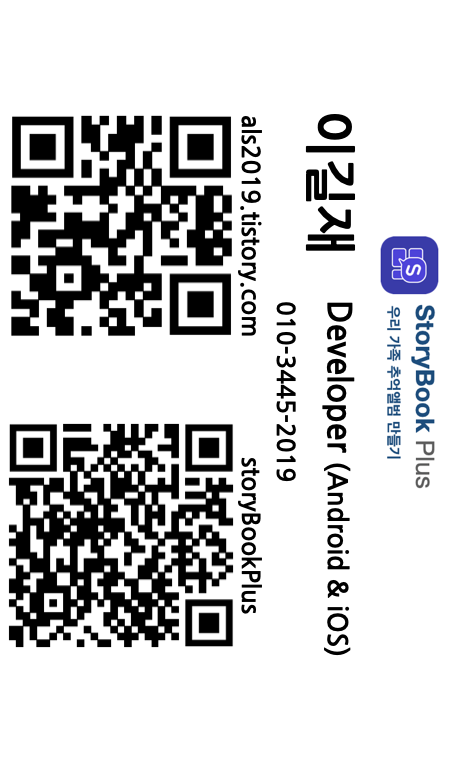 StoryBook Plus
우리 가족 추억앨범 만들기
이길재 Developer (Android & iOS)
010-3445-2019
als2019.tistory.com storyBookPlus